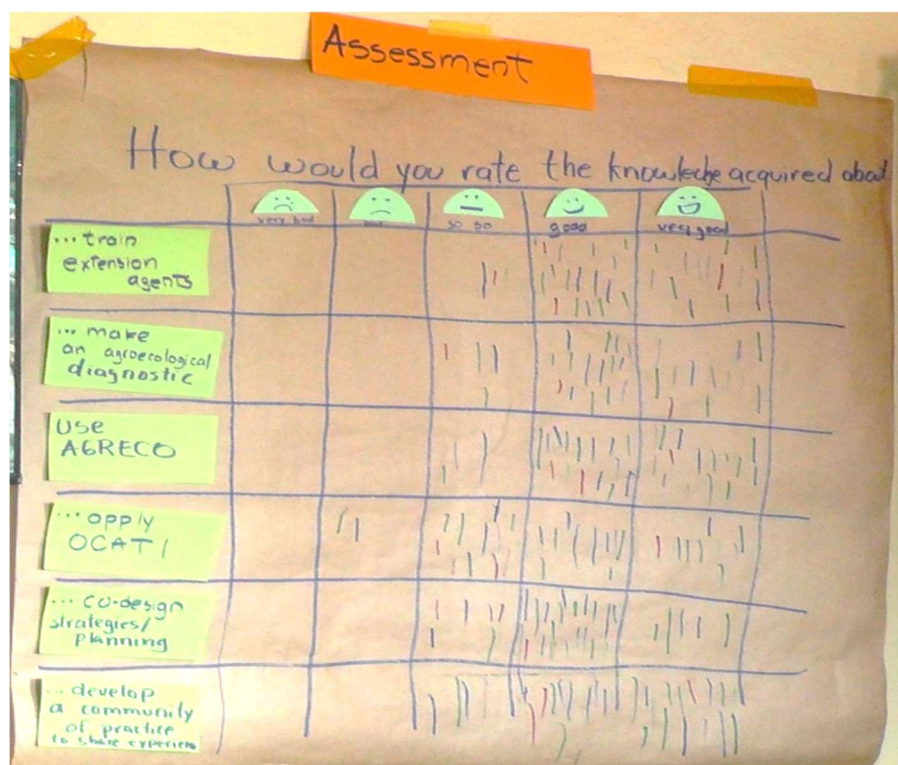 Assessment
How would you rate the knowledge acquired about
very bad
so so
good
very good
... train
extension
agents
... make
an agroecological
diagnostic
USE
AGRECO
... apply
OCATI
... co-design
strategies/
planning
... develop
a community
of practice
to share experien